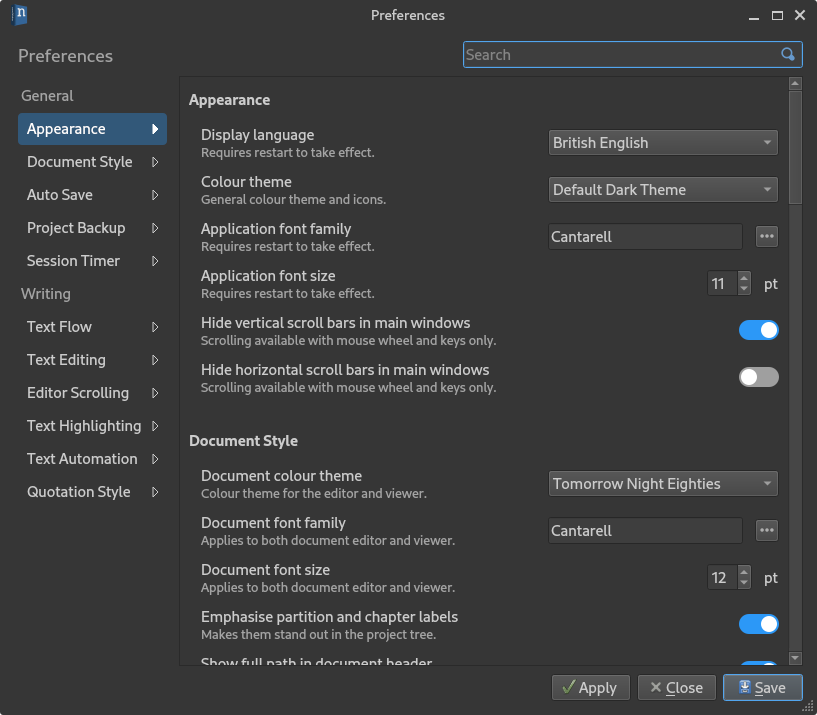 n
Preferences
Preferences
Search
General
Appearance
Document Style
Auto Save
Project Backup
Session Timer
Writing
Text Flow
Text Editing
Editor Scrolling
Text Highlighting
Text Automation
Quotation Style
Appearance
Display language
British English
Requires restart to take effect.
Colour theme
Default Dark Theme
General colour theme and icons.
Application font family
Cantarell
Requires restart to take effect.
Application font size
11 pt
Requires restart to take effect.
Hide vertical scroll bars in main windows
Scrolling available with mouse wheel and keys only.
Hide horizontal scroll bars in main windows
Scrolling available with mouse wheel and keys only.
Document Style
Document colour theme
Tomorrow Night Eighties
Colour theme for the editor and viewer.
Document font family
Cantarell
Applies to both document editor and viewer.
Document font size
12 pt
Applies to both document editor and viewer.
Emphasise partition and chapter labels
Makes them stand out in the project tree.
Show full path in document header
Apply
Close
Save